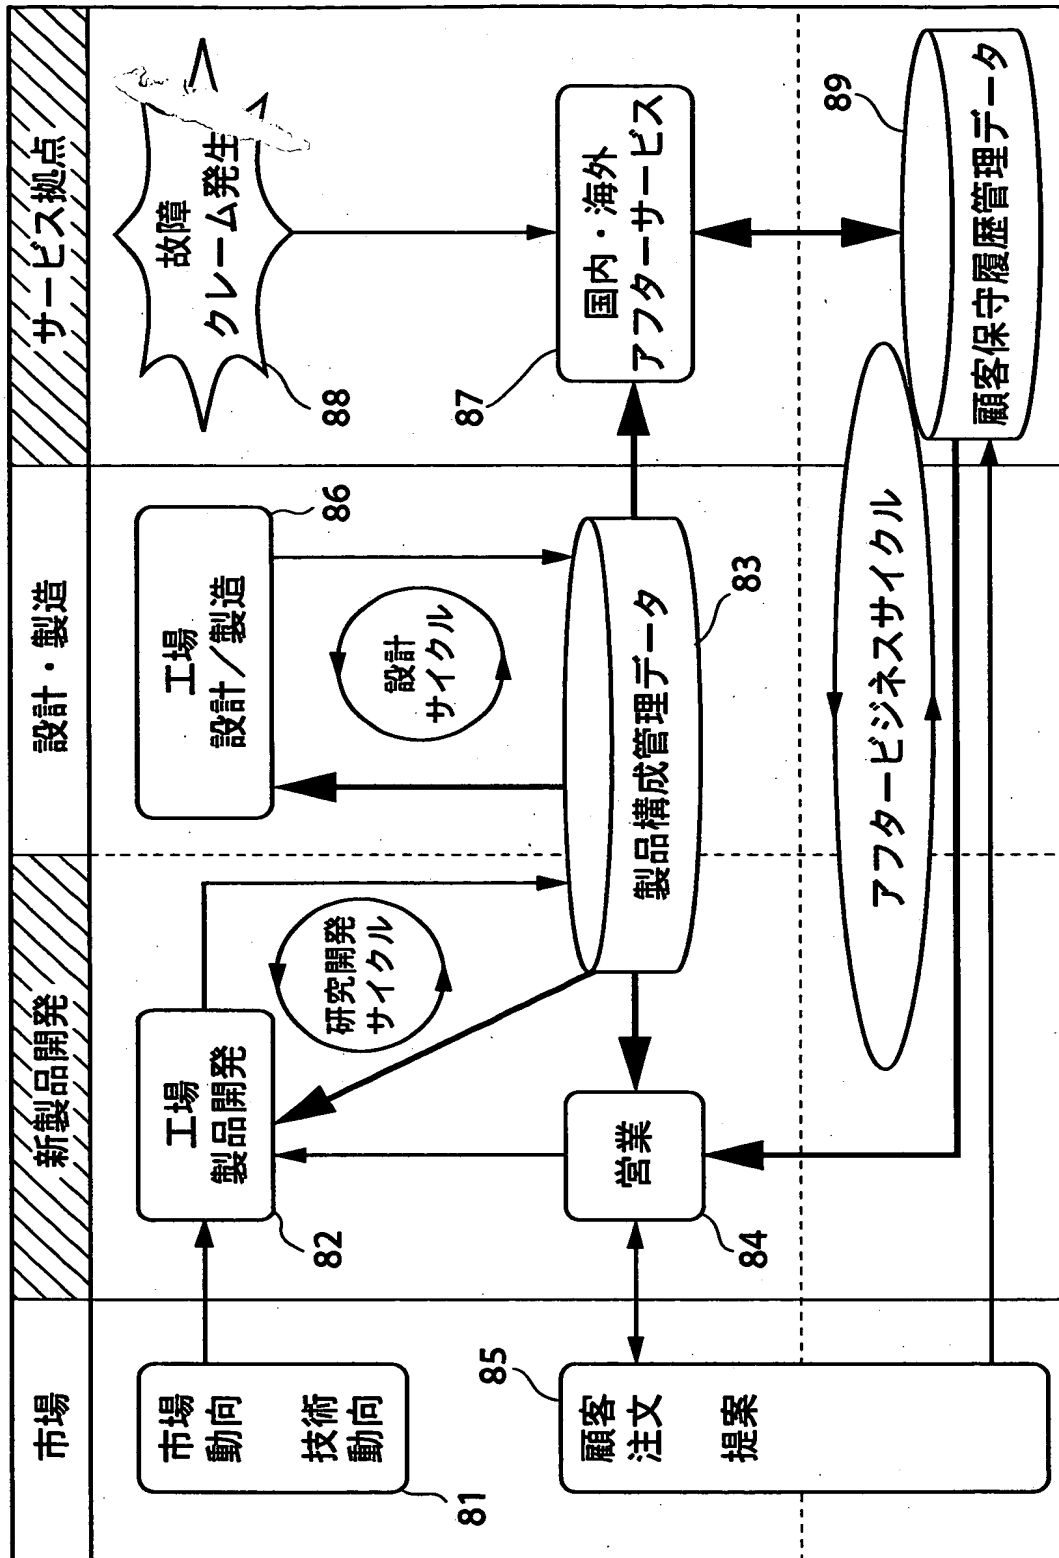 市場
新製品開発
設計・製造
サービス拠点
市場
動向
技術
動向
81
工場
製品開発
82
研究開発
サイクル
工場
設計／製造
86
設計
サイクル
故障
クレーム発生
88
顧客
注文
提案
85
営業
84
製品構成管理データ
83
国内・海外
アフターサービス
87
アフタービジネスサイクル
顧客保守履歴管理データ
89